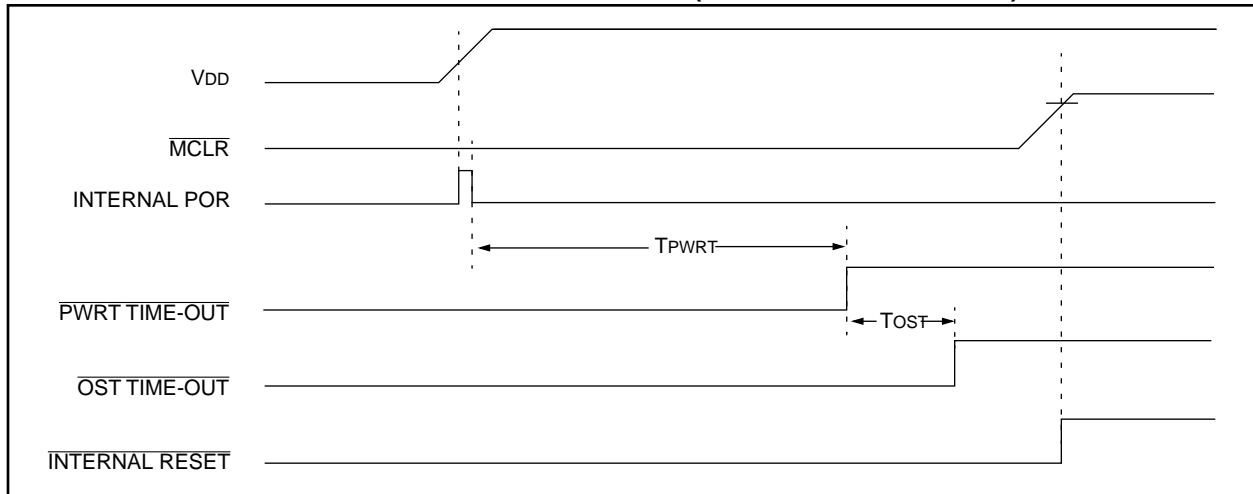 VDD
MCLR
INTERNAL POR
TPWRT
PWRT TIME-OUT
TOST
OST TIME-OUT
INTERNAL RESET